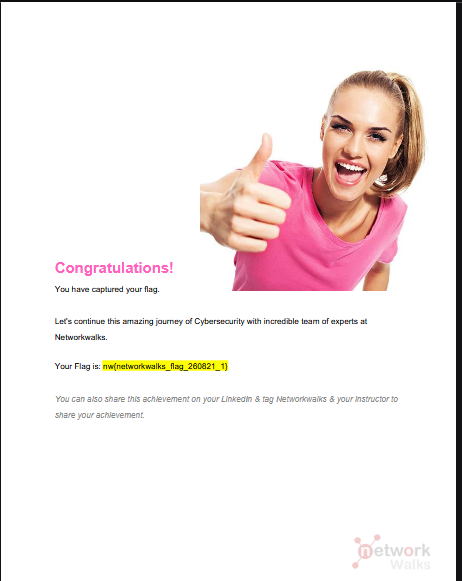 Congratulations!
You have captured your flag.
Let's continue this amazing journey of Cybersecurity with incredible team of experts at
Networkwalks.
Your Flag is: nw{networkwalks_flag_260821_1}
You can also share this achievement on your LinkedIn & tag Networkwalks & your instructor to
share your achievement.
network
Walks